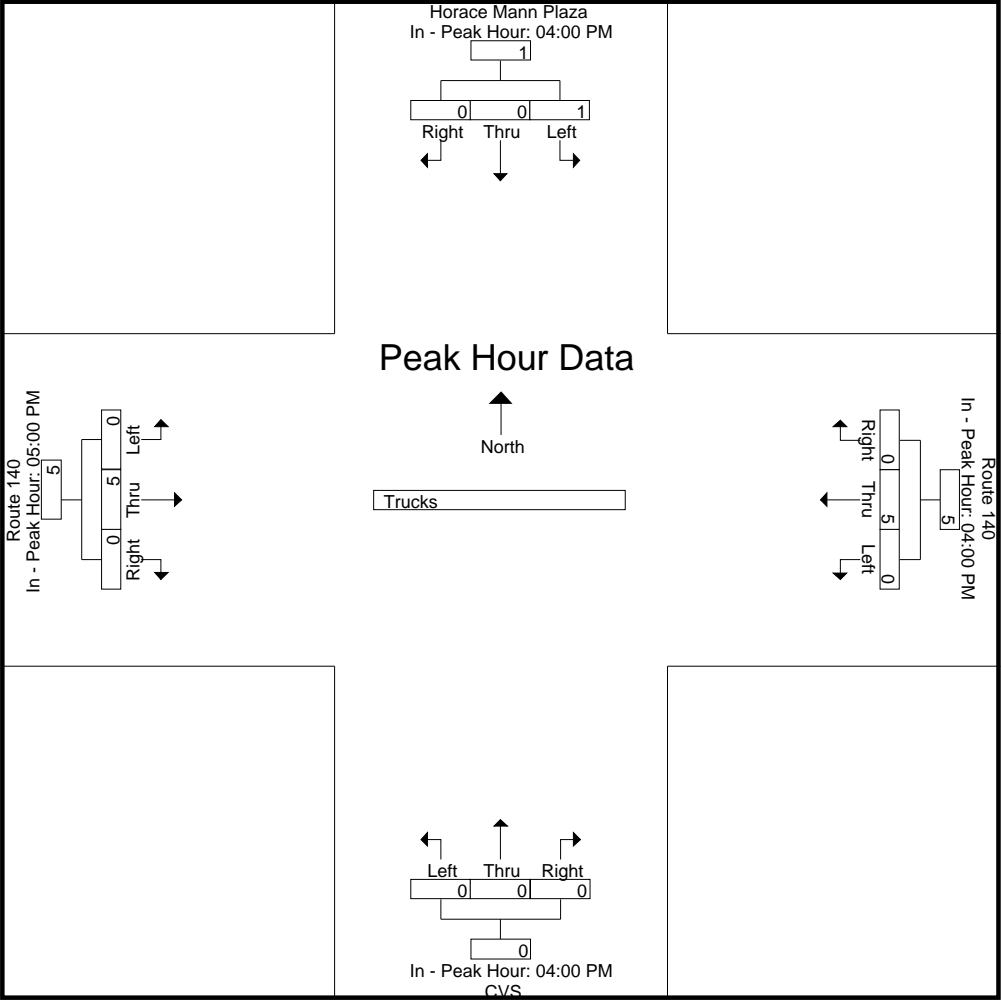 Horace Mann Plaza
In - Peak Hour: 04:00 PM
1
0 0 1
Right Thru Left
Peak Hour Data
North
Trucks
Route 140
In - Peak Hour: 05:00 PM
5
0 5 0
Left Thru Right
Route 140
In - Peak Hour: 04:00 PM
5
0 5 0
Right Thru Left
Left Thru Right
0 0 0
0
In - Peak Hour: 04:00 PM
CVS